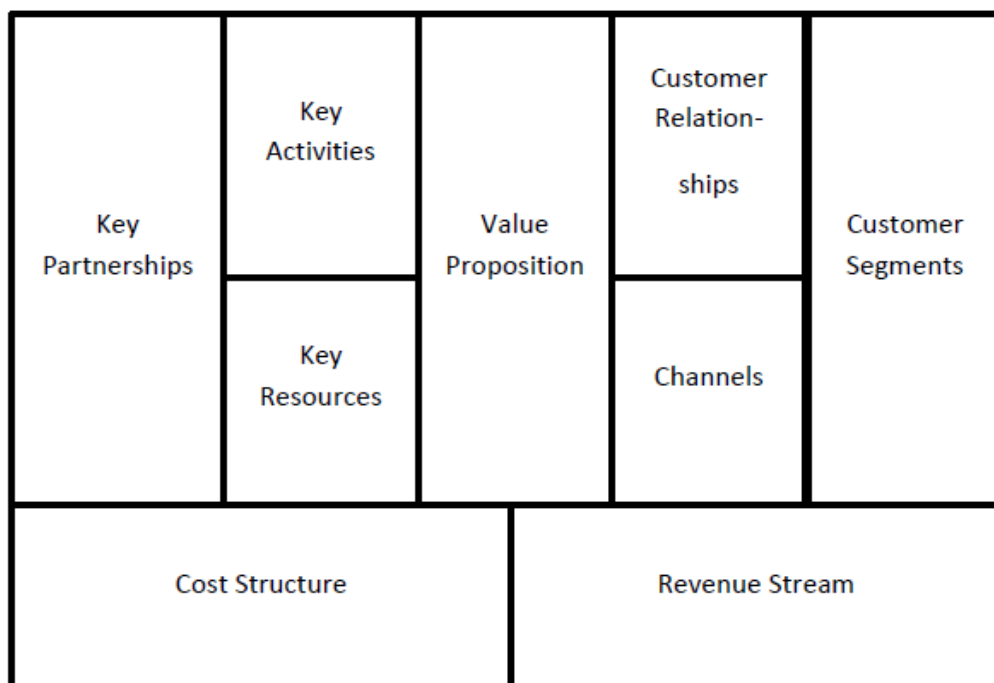 Key
Partnerships
Key
Activities
Key
Resources
Value
Proposition
Customer
Relation-
ships
Channels
Customer
Segments
Cost Structure
Revenue Stream